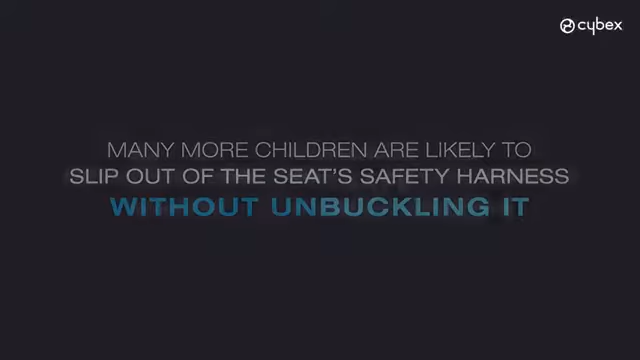 cybex
MANY MORE CHILDREN ARE LIKELY TO
SLIP OUT OF THE SEAT'S SAFETY HARNESS
WITHOUT UNBUCKLING IT